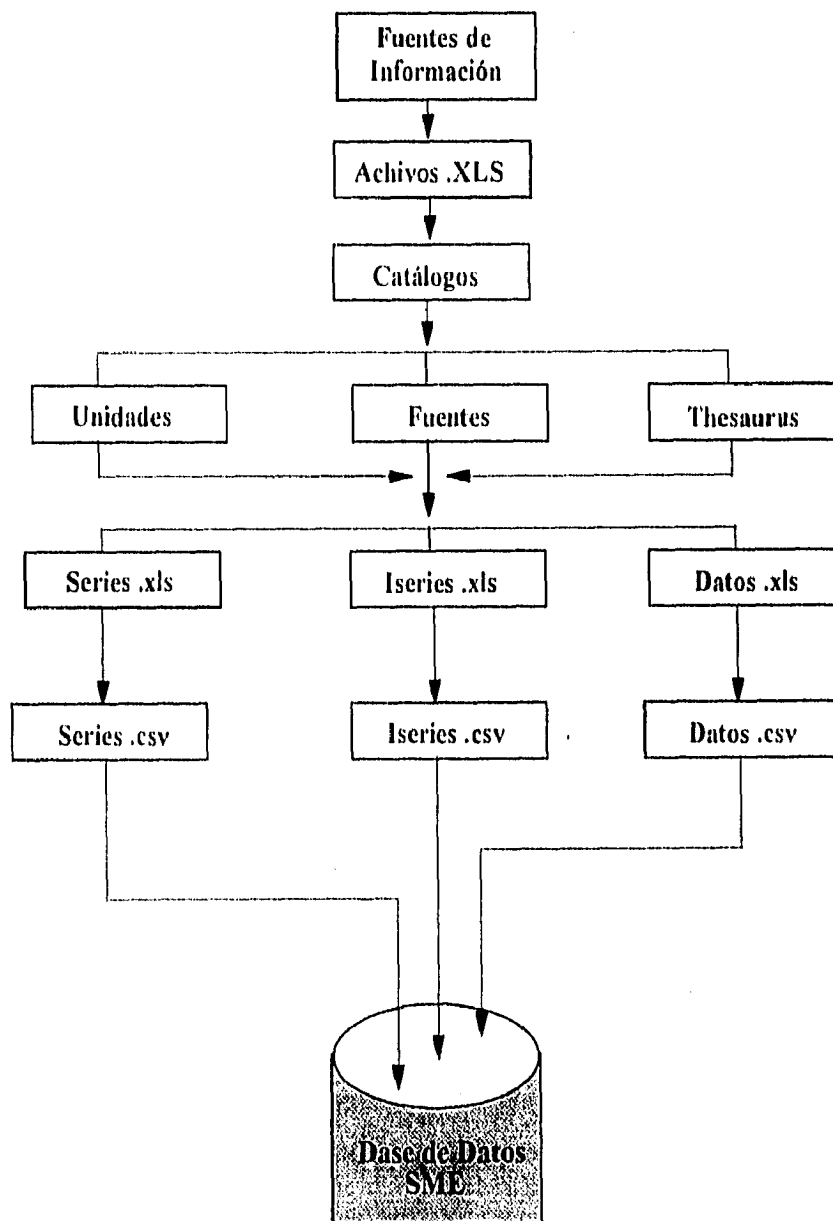 Fuentes de
Información
Achivos .XLS
Catálogos
Unidades
Fuentes
Thesaurus
Series .xls
Iseries .xls
Datos .xls
Series .csv
Iseries .csv
Datos .csv
Dase de Datos
SME